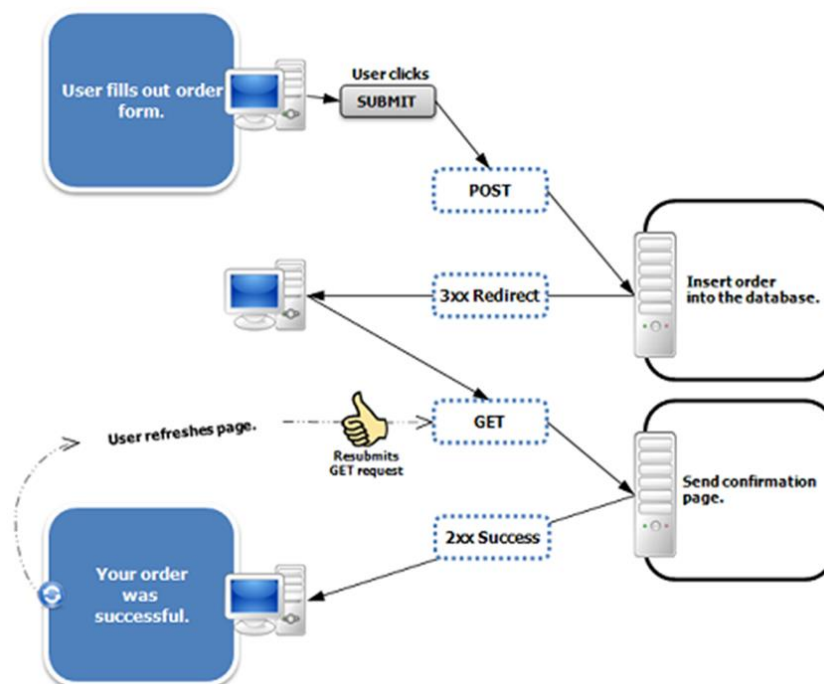 User fills out order
form.
User clicks
SUBMIT
POST
Insert order
into the database.
3xx Redirect
GET
User refreshes page.
Resubmits
GET request
Send confirmation
page.
2xx Success
Your order
was
successful.